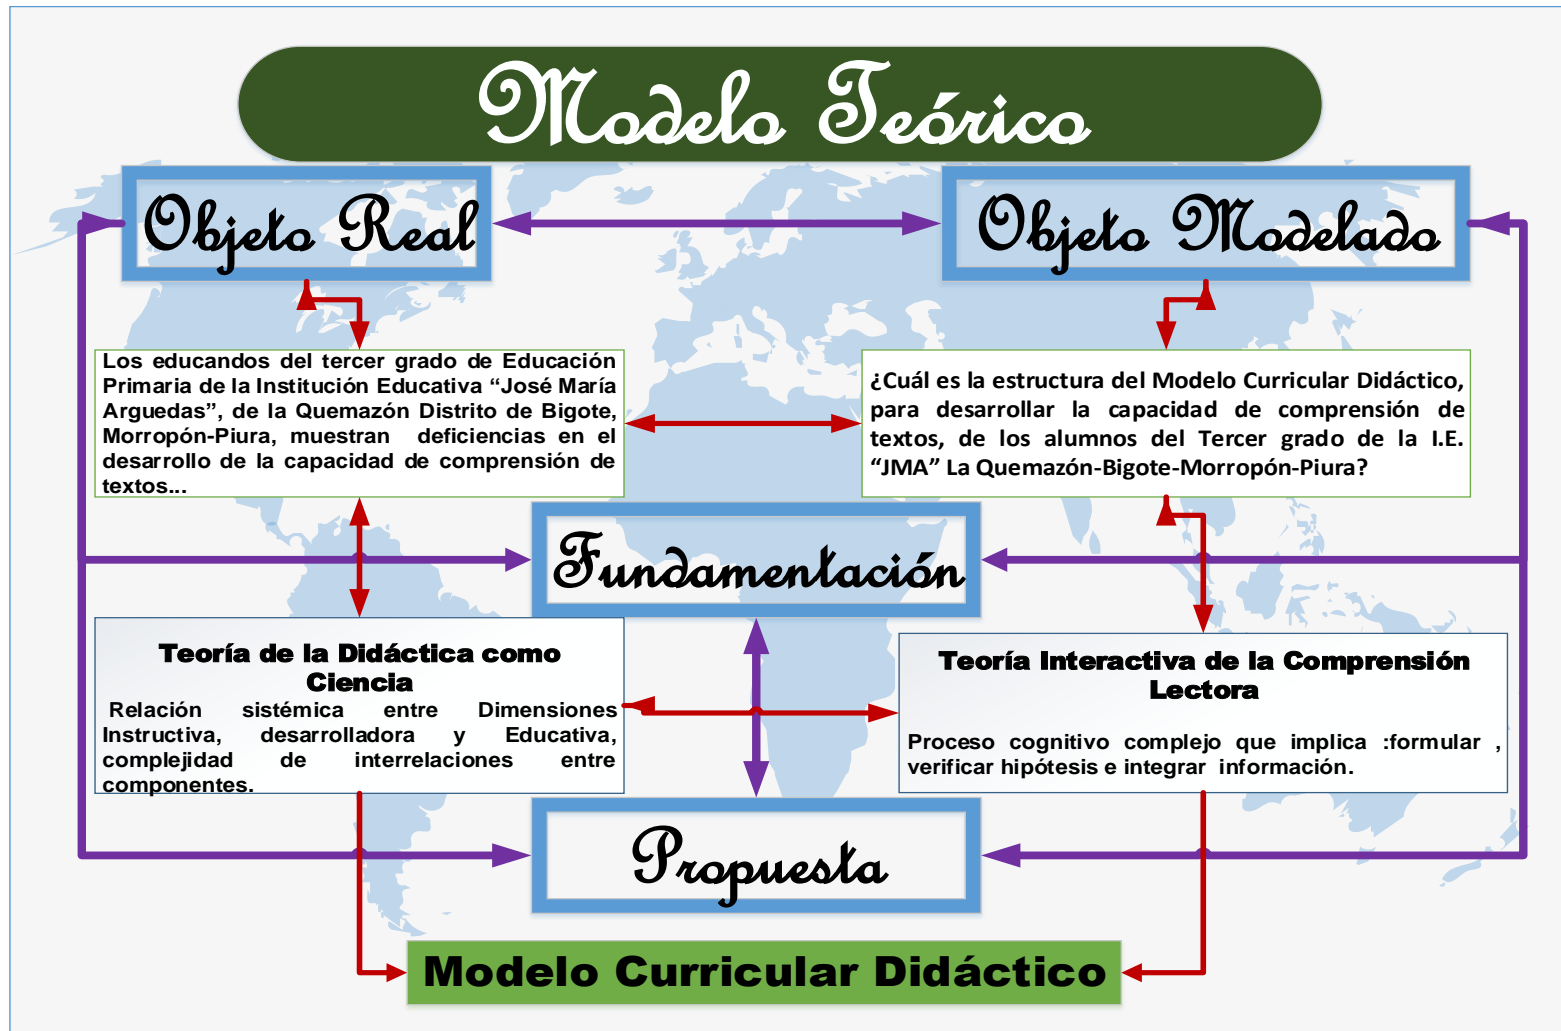 Modelo Teórico
Objeto Real
Objeto Modelado
Los educandos del tercer grado de Educación
Primaria de la Institución Educativa “José María
Arguedas”, de la Quemazón Distrito de Bigote,
Morropón-Piura, muestran deficiencias en el
desarrollo de la capacidad de comprensión de
textos...
¿Cuál es la estructura del Modelo Curricular Didáctico,
para desarrollar la capacidad de comprensión de
textos, de los alumnos del Tercer grado de la I.E.
“JMA” La Quemazón-Bigote-Morropón-Piura?
Fundamentación
Teoría de la Didáctica como
Ciencia
Relación sistémica entre Dimensiones
Instructiva, desarrolladora y Educativa,
complejidad de interrelaciones entre
componentes.
Teoría Interactiva de la Comprensión
Lectora
Proceso cognitivo complejo que implica :formular ,
verificar hipótesis e integrar información.
Propuesta
Modelo Curricular Didáctico